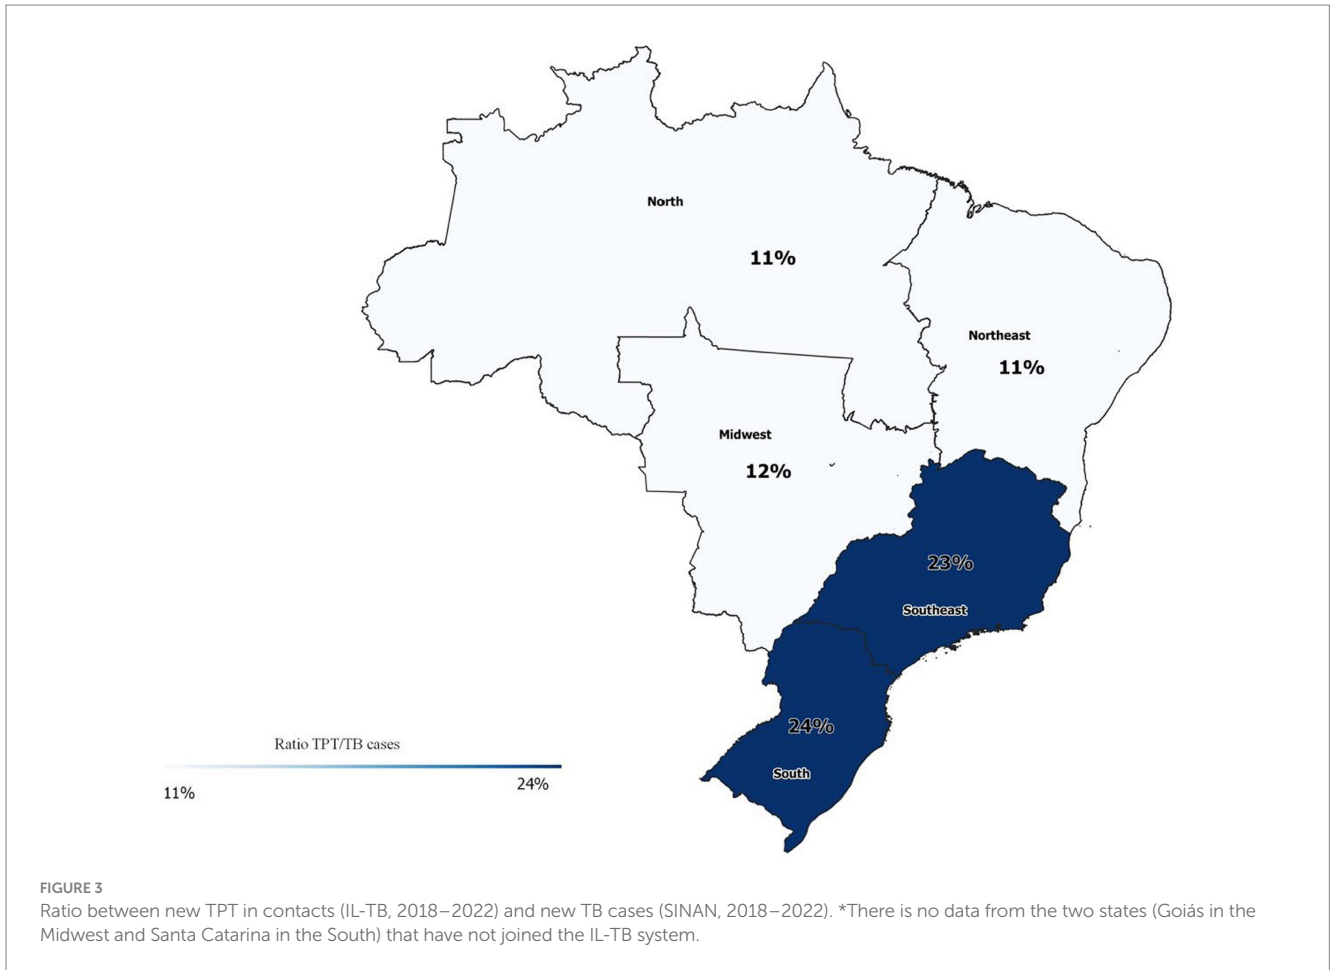 North
11%
Northeast
11%
Midwest
12%
23%
Southeast
24%
South
Ratio TPT/TB cases
11%
24%
FIGURE 3
Ratio between new TPT in contacts (IL-TB, 2018–2022) and new TB cases (SINAN, 2018–2022). *There is no data from the two states (Goiás in the
Midwest and Santa Catarina in the South) that have not joined the IL-TB system.